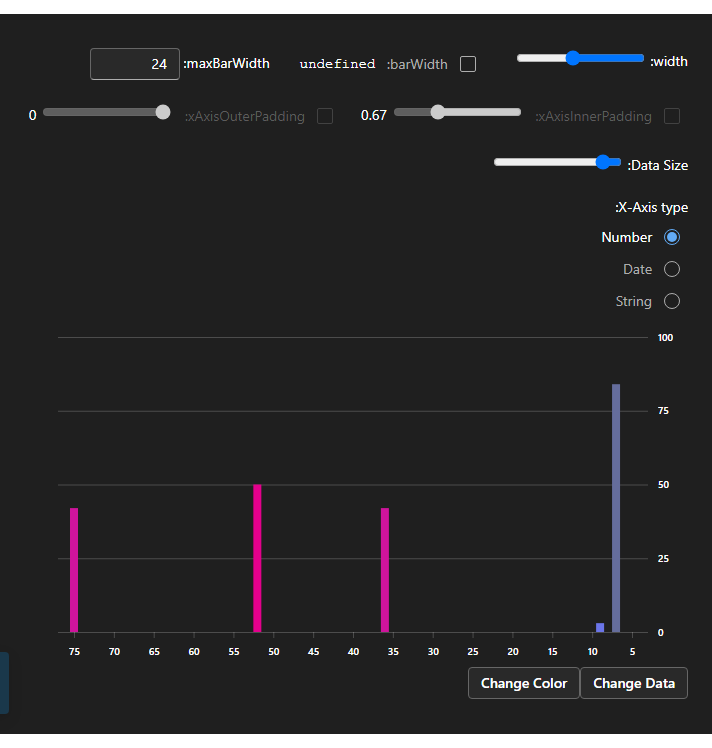 width:
barWidth: undefined
maxBarWidth: 24
xAxisInnerPadding: 0.67
xAxisOuterPadding: 0
Data Size:
X-Axis type:
Number
Date
String
100
75
50
25
0
75 70 65 60 55 50 45 40 35 30 25 20 15 10 5
Change Color
Change Data